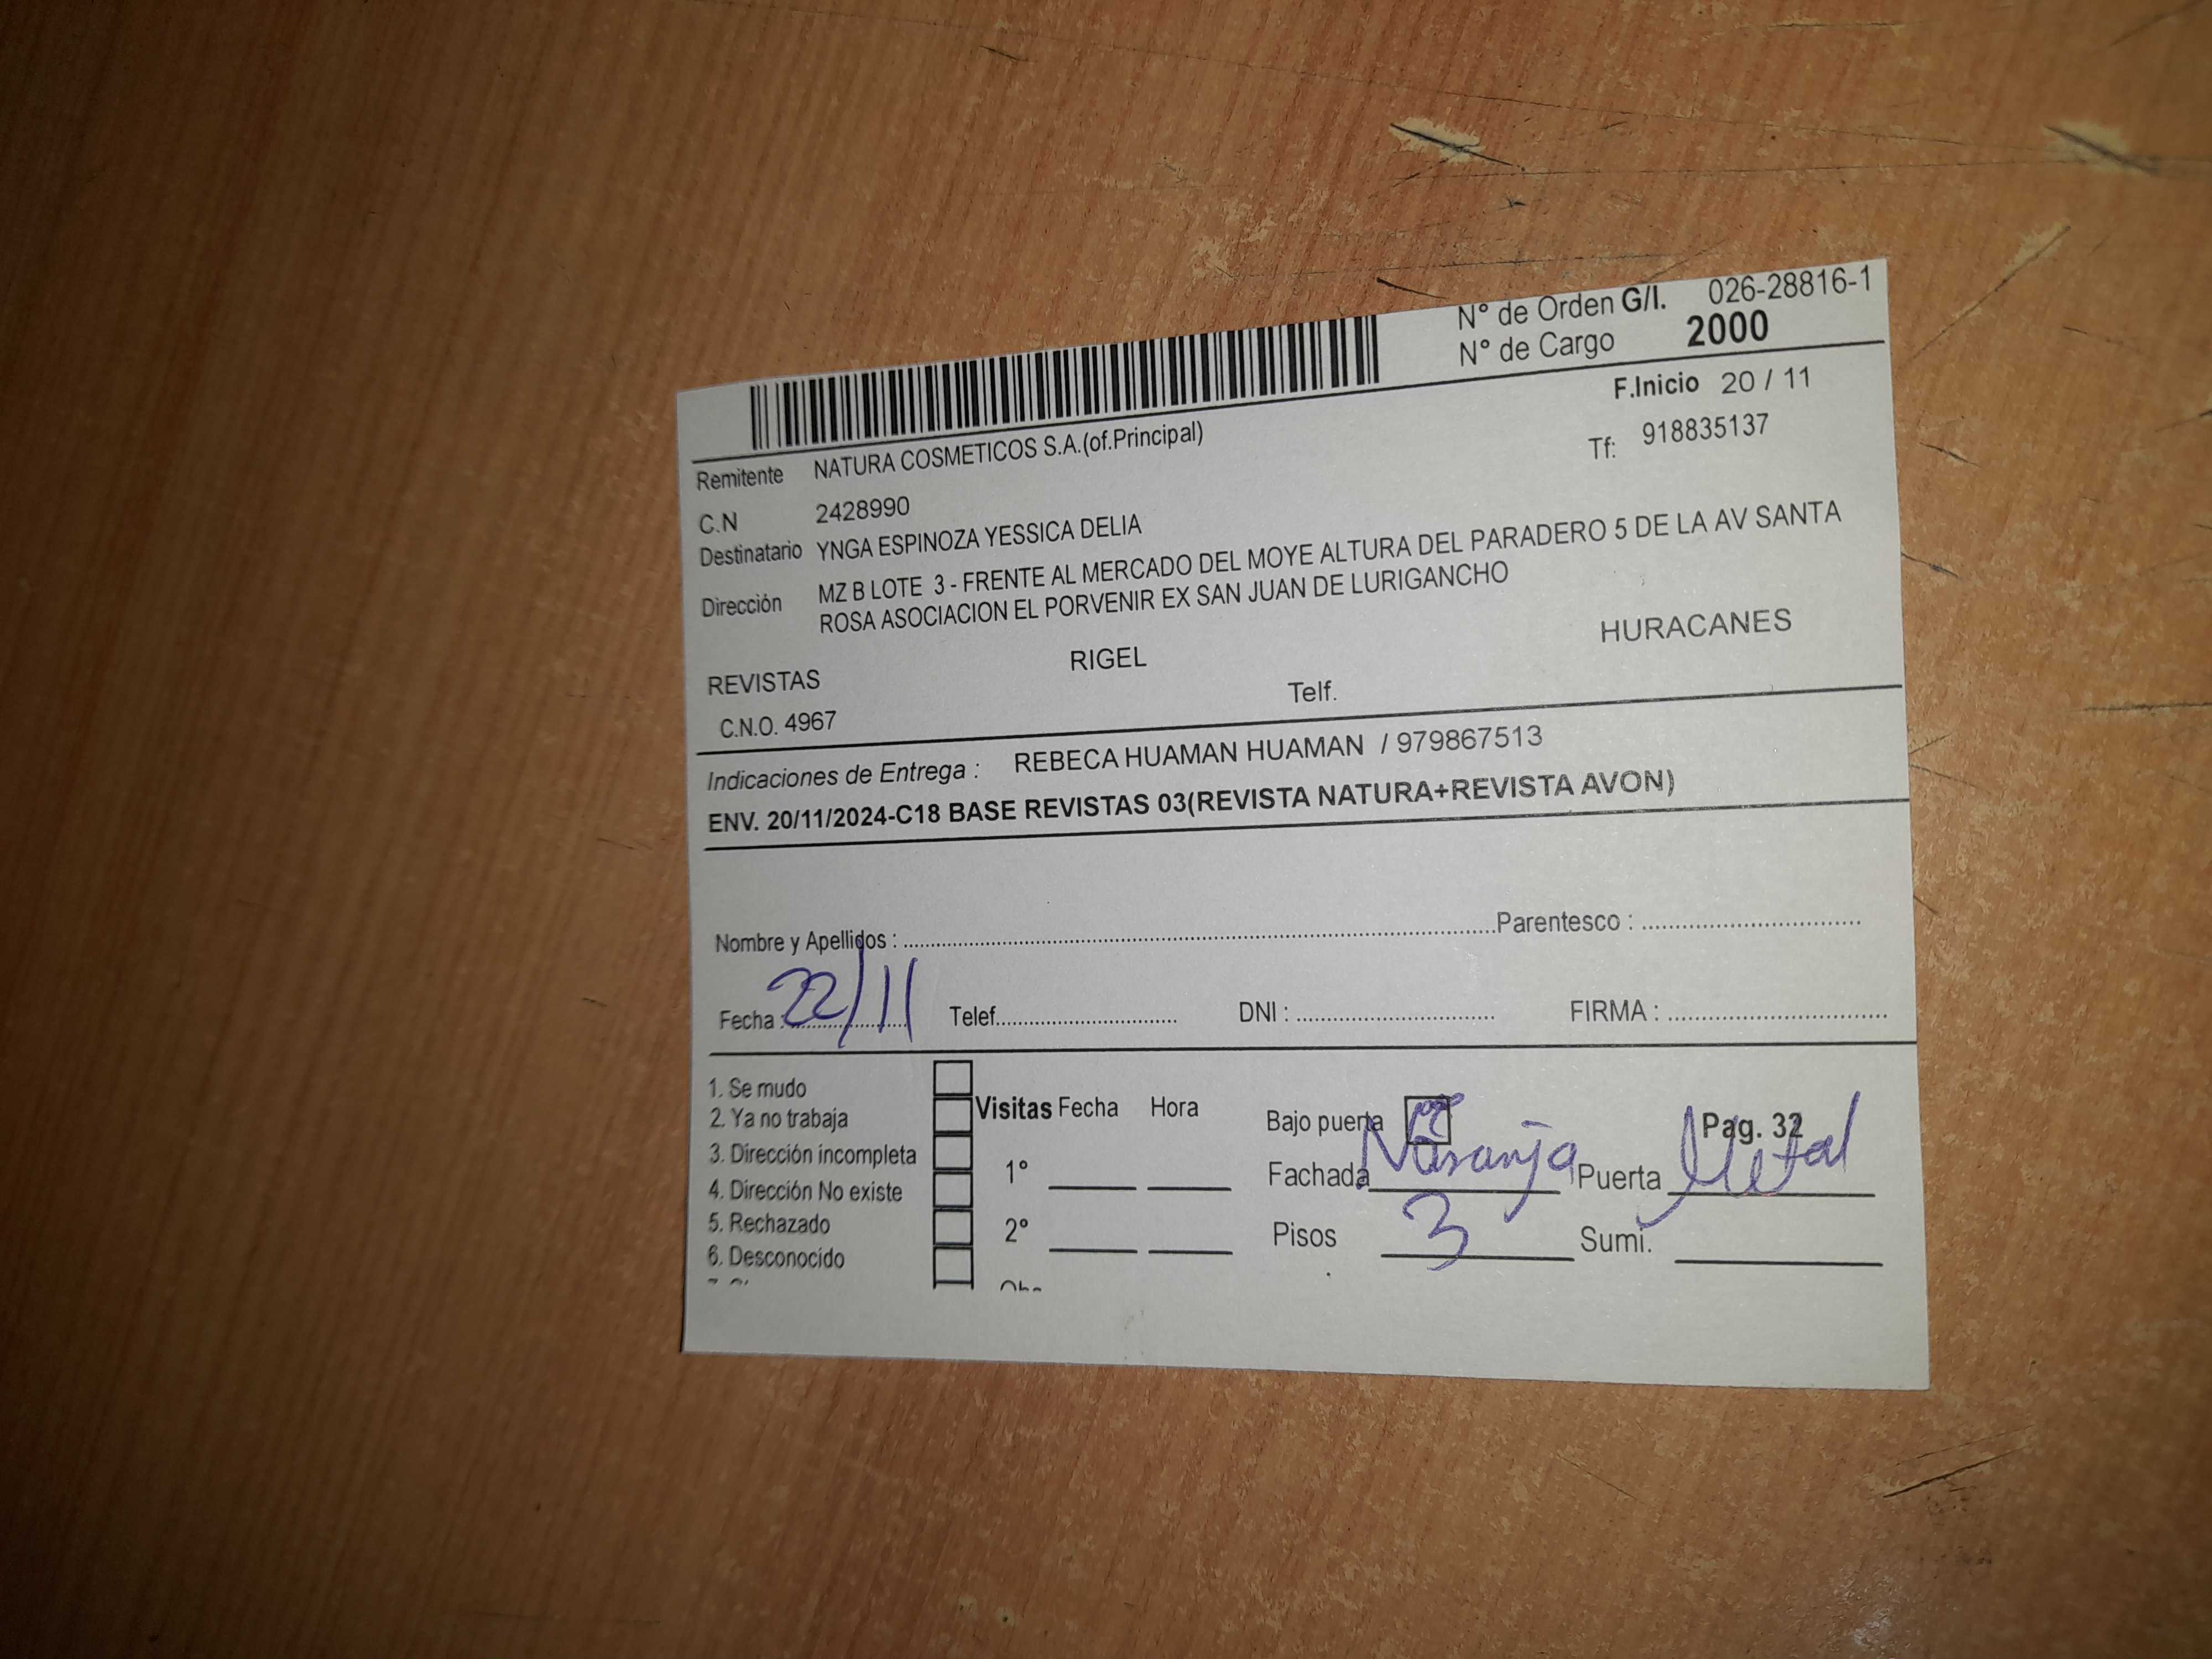 N° de Orden G/I. 026-28816-1
N° de Cargo 2000
F.Inicio 20 / 11
Remitente NATURA COSMETICOS S.A.(of.Principal) Tf: 918835137
C.N 2428990
Destinatario YNGA ESPINOZA YESSICA DELIA
Dirección MZ B LOTE 3 - FRENTE AL MERCADO DEL MOYE ALTURA DEL PARADERO 5 DE LA AV SANTA
ROSA ASOCIACION EL PORVENIR EX SAN JUAN DE LURIGANCHO
REVISTAS RIGEL HURACANES
C.N.O. 4967 Telf.
Indicaciones de Entrega : REBECA HUAMAN HUAMAN / 979867513
ENV. 20/11/2024-C18 BASE REVISTAS 03(REVISTA NATURA+REVISTA AVON)
Nombre y Apellidos : Parentesco :
Fecha : 22/11 Telef. DNI : FIRMA :
1. Se mudo
2. Ya no trabaja
3. Dirección incompleta
4. Dirección No existe
5. Rechazado
6. Desconocido
Visitas Fecha Hora
1°
2°
Bajo puerta Pag. 32
Fachada Naranja Puerta Metal
Pisos 3 Sumi.